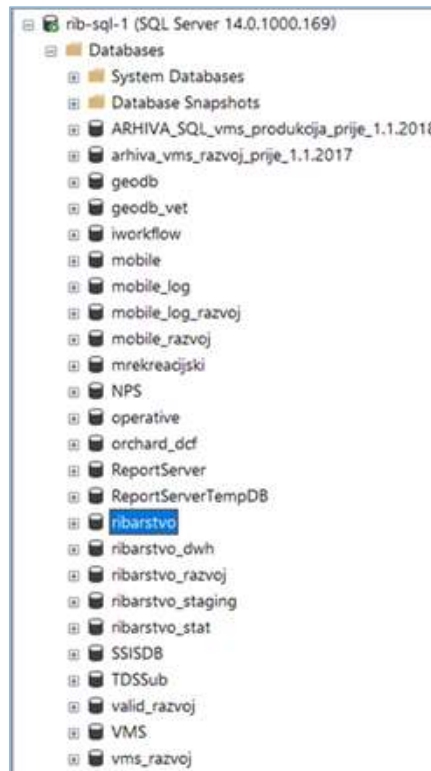 rib-sql-1 (SQL Server 14.0.1000.169)
Databases
System Databases
Database Snapshots
ARHIVA_SQL_vms_produkcija_prije_1.1.2018
arhiva_vms_razvoj_prije_1.1.2017
geodb
geodb_vet
iworkflow
mobile
mobile_log
mobile_log_razvoj
mobile_razvoj
mrekreacijski
NPS
operative
orchard_dcf
ReportServer
ReportServerTempDB
ribarstvo
ribarstvo_dwh
ribarstvo_razvoj
ribarstvo_staging
ribarstvo_stat
SSISDB
TDSSub
valid_razvoj
VMS
vms_razvoj